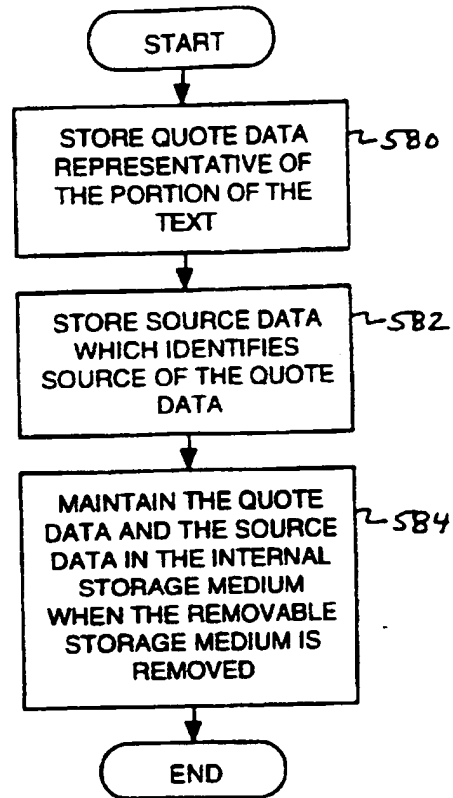 START
STORE QUOTE DATA
REPRESENTATIVE OF
THE PORTION OF THE
TEXT
580
STORE SOURCE DATA
WHICH IDENTIFIES
SOURCE OF THE QUOTE
DATA
582
MAINTAIN THE QUOTE
DATA AND THE SOURCE
DATA IN THE INTERNAL
STORAGE MEDIUM
WHEN THE REMOVABLE
STORAGE MEDIUM IS
REMOVED
584
END